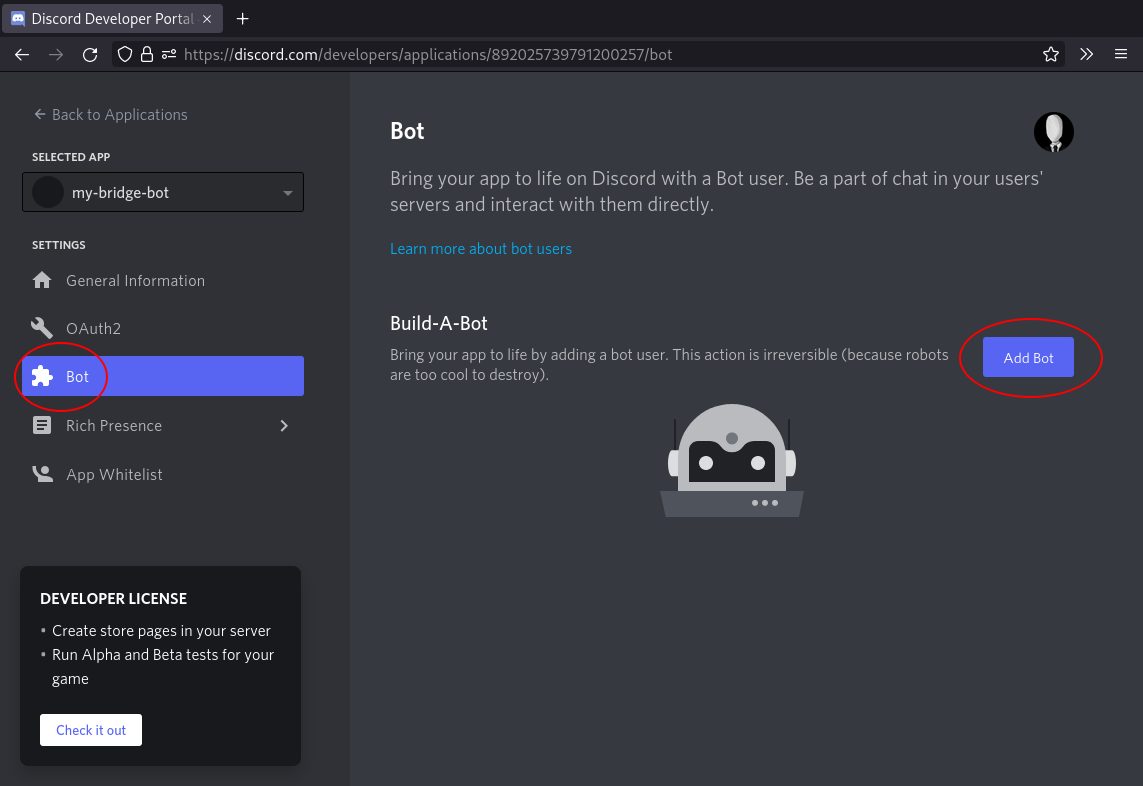 Discord Developer Portal
https://discord.com/developers/applications/892025739791200257/bot
Back to Applications
SELECTED APP
my-bridge-bot
SETTINGS
General Information
OAuth2
Bot
Rich Presence
App Whitelist
DEVELOPER LICENSE
• Create store pages in your server
• Run Alpha and Beta tests for your
game
Check it out
Bot
Bring your app to life on Discord with a Bot user. Be a part of chat in your users'
servers and interact with them directly.
Learn more about bot users
Build-A-Bot
Bring your app to life by adding a bot user. This action is irreversible (because robots
are too cool to destroy).
Add Bot